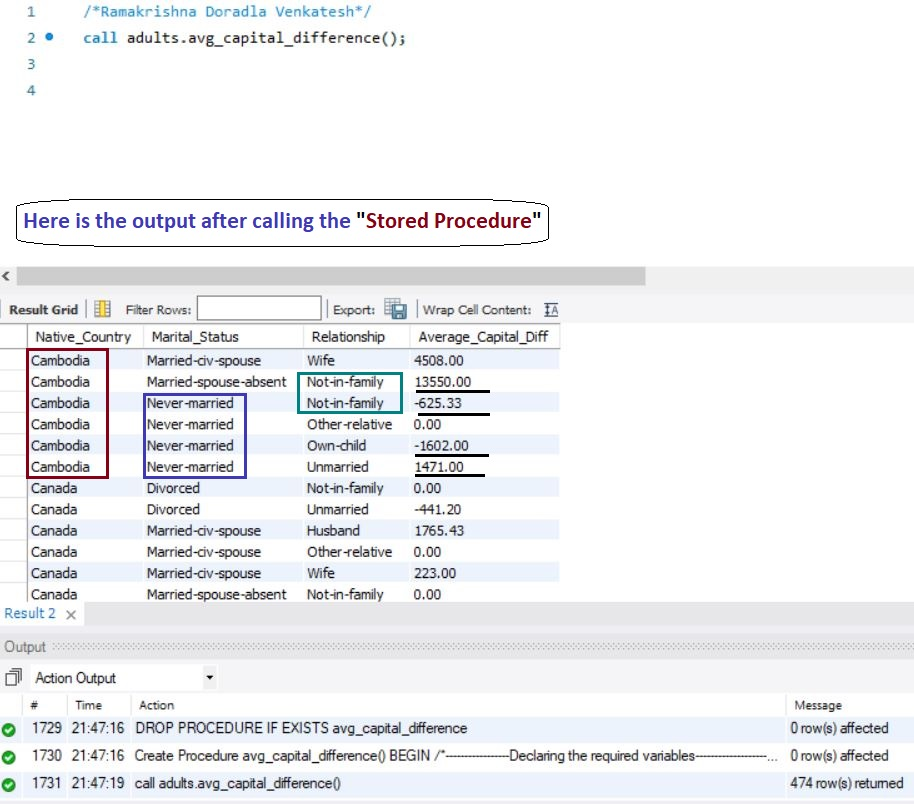 1 /*Ramakrishna Doradla Venkatesh*/
2 call adults.avg_capital_difference();
3
4
Here is the output after calling the "Stored Procedure"
Result Grid Filter Rows: Export: Wrap Cell Content: IA
Native_Country Marital_Status Relationship Average_Capital_Diff
Cambodia Married-civ-spouse Wife 4508.00
Cambodia Married-spouse-absent Not-in-family 13550.00
Cambodia Never-married Not-in-family -625.33
Cambodia Never-married Other-relative 0.00
Cambodia Never-married Own-child -1602.00
Cambodia Never-married Unmarried 1471.00
Canada Divorced Not-in-family 0.00
Canada Divorced Unmarried -441.20
Canada Married-civ-spouse Husband 1765.43
Canada Married-civ-spouse Other-relative 0.00
Canada Married-civ-spouse Wife 223.00
Canada Married-spouse-absent Not-in-family 0.00
Result 2
Output
Action Output
# Time Action Message
1729 21:47:16 DROP PROCEDURE IF EXISTS avg_capital_difference 0 row(s) affected
1730 21:47:16 Create Procedure avg_capital_difference() BEGIN /*-----------------Declaring the required variables-------------------... 0 row(s) affected
1731 21:47:19 call adults.avg_capital_difference() 474 row(s) returned